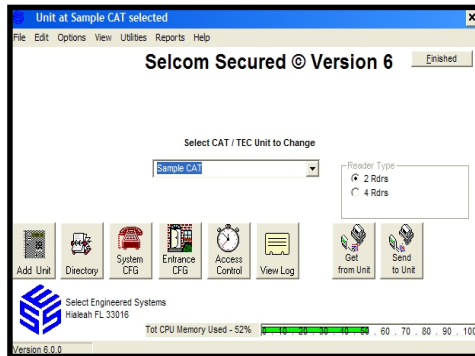 Unit at Sample CAT selected
File Edit Options View Utilities Reports Help
Selcom Secured © Version 6
Finished
Select CAT / TEC Unit to Change
Sample CAT
Reader Type
2 Rdrs
4 Rdrs
Add Unit
Directory
System CFG
Entrance CFG
Access Control
View Log
Get from Unit
Send to Unit
Select Engineered Systems
Hialeah FL 33016
Tot CPU Memory Used - 52%
0 . 10 . 20 . 30 . 40 . 50 . 60 . 70 . 80 . 90 . 100
Version 6.0.0